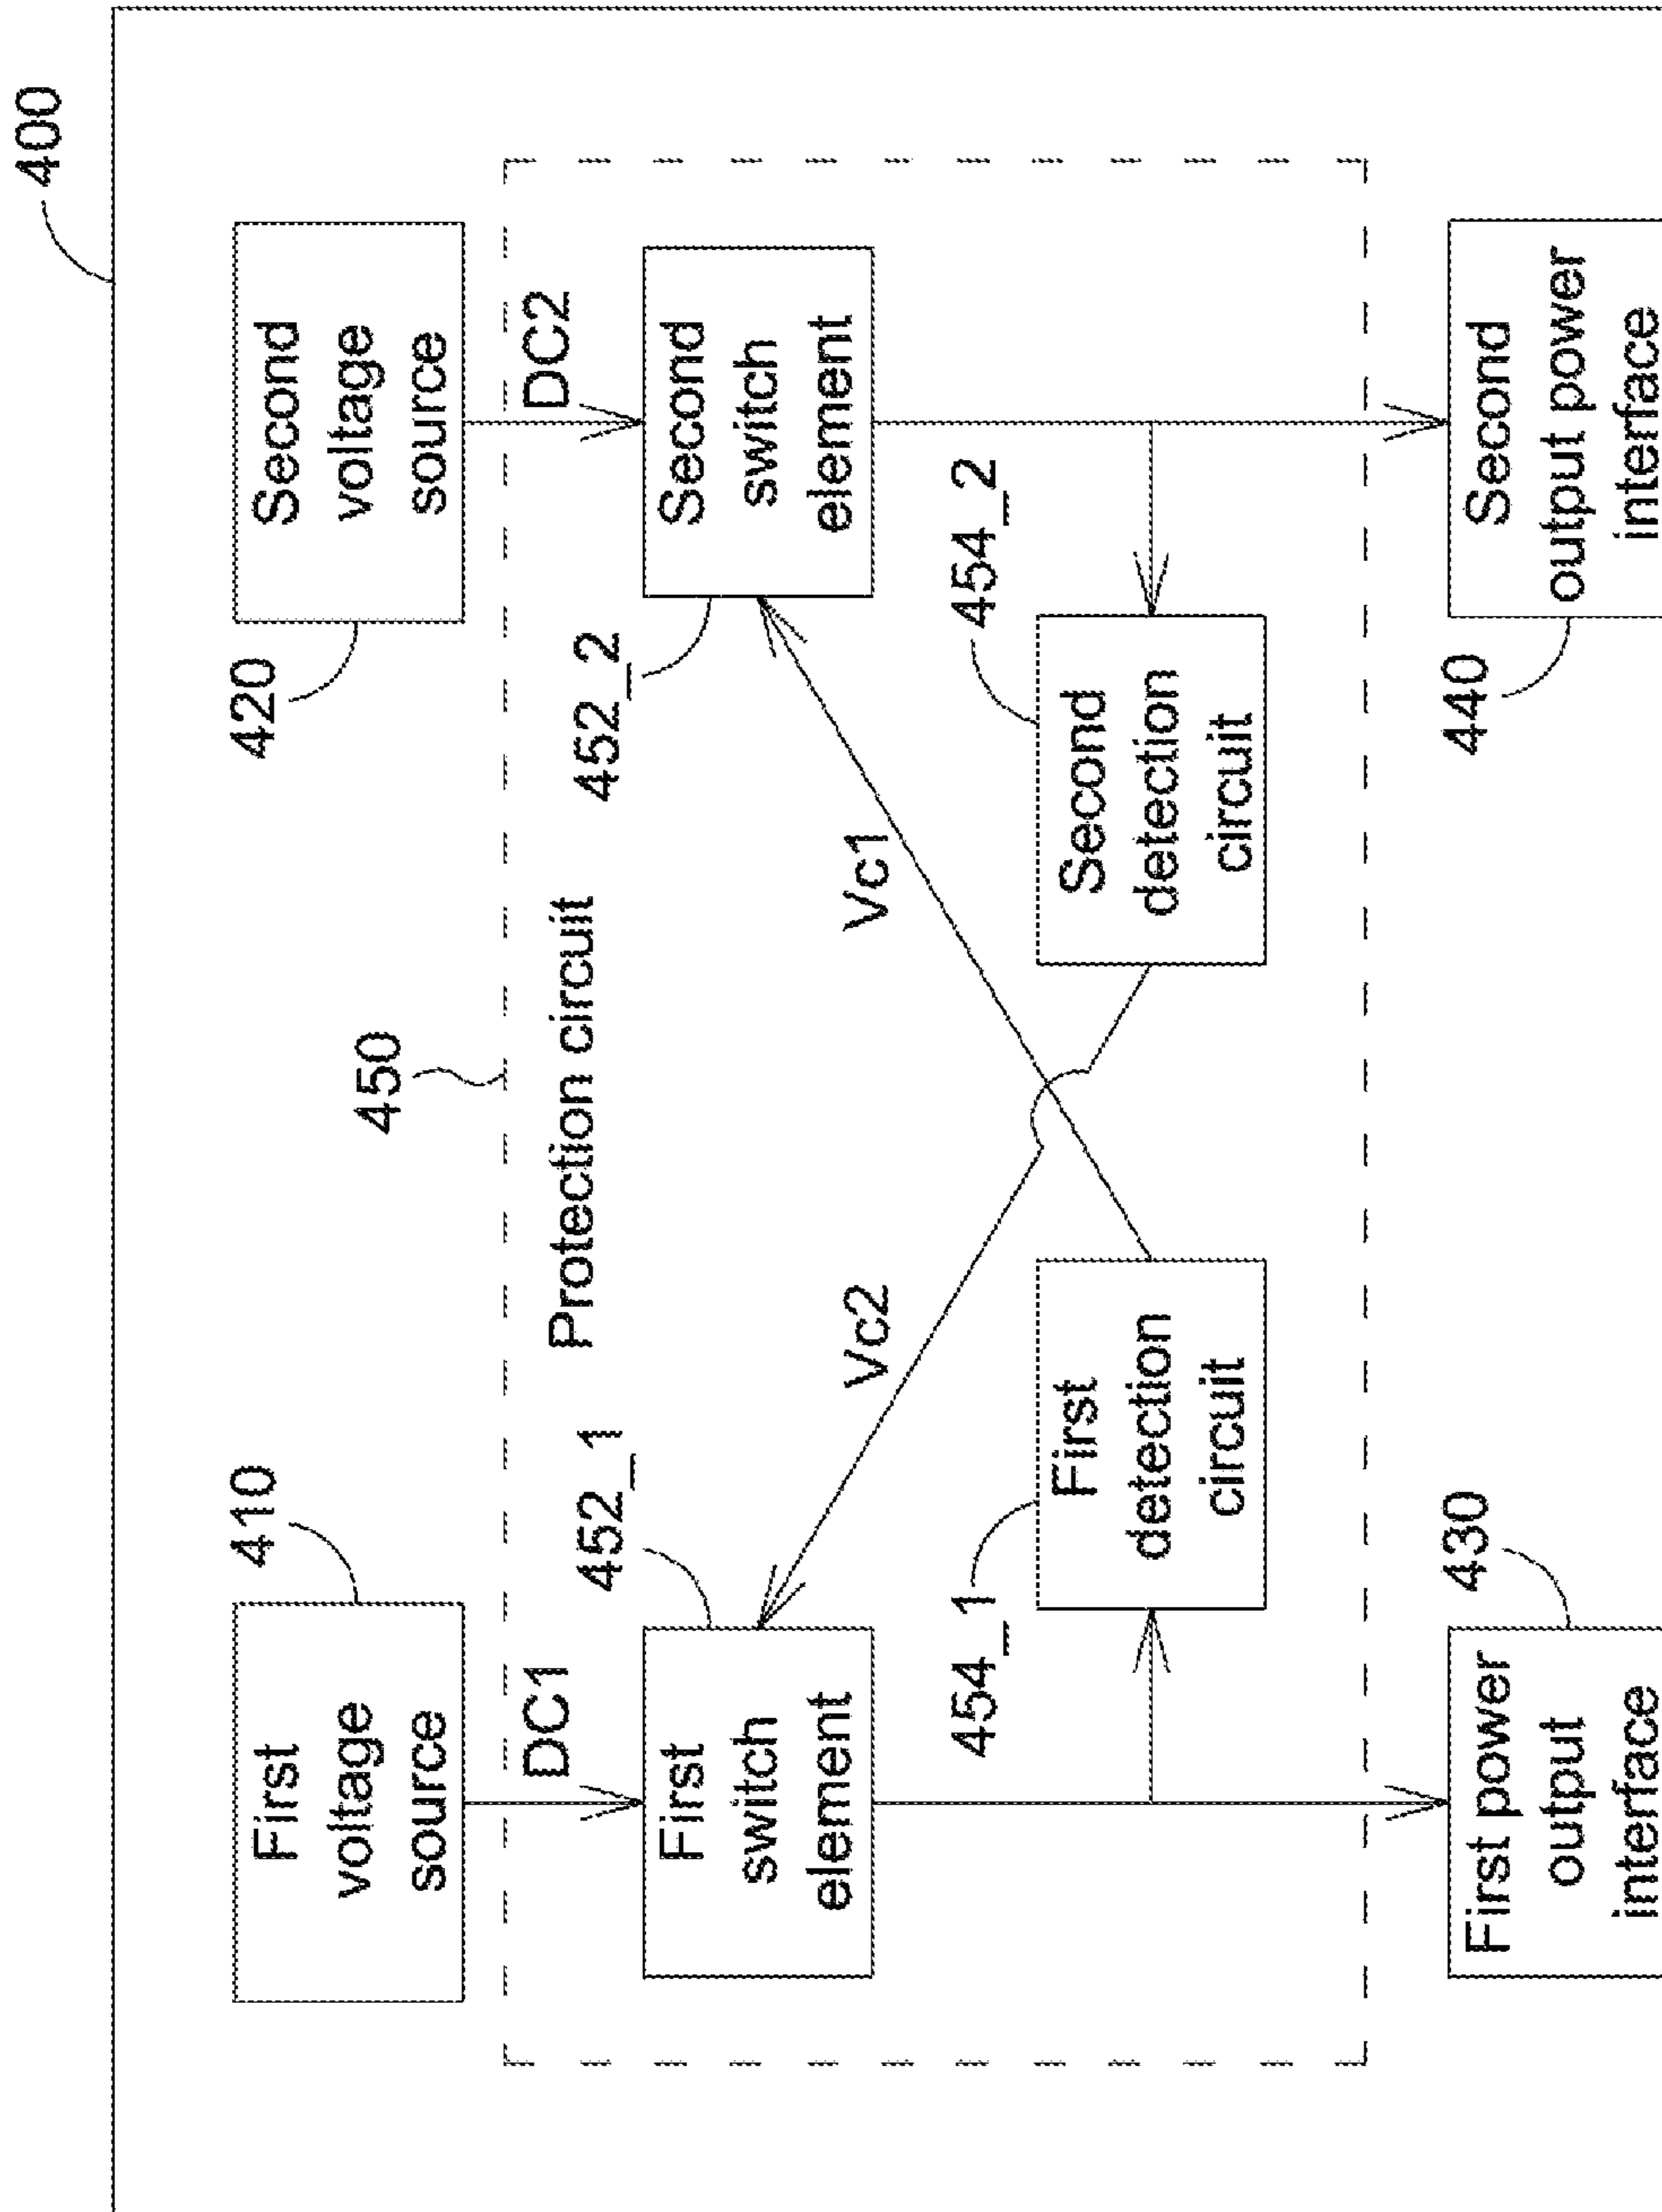 400
First
voltage
source
410
Second
voltage
source
420
450
DC1
DC2
Protection circuit
First
switch
element
452_1
Second
switch
element
452_2
Vc2
Vc1
454_1
First
detection
circuit
Second
detection
circuit
454_2
First power
output
interface
430
Second
output power
interface
440